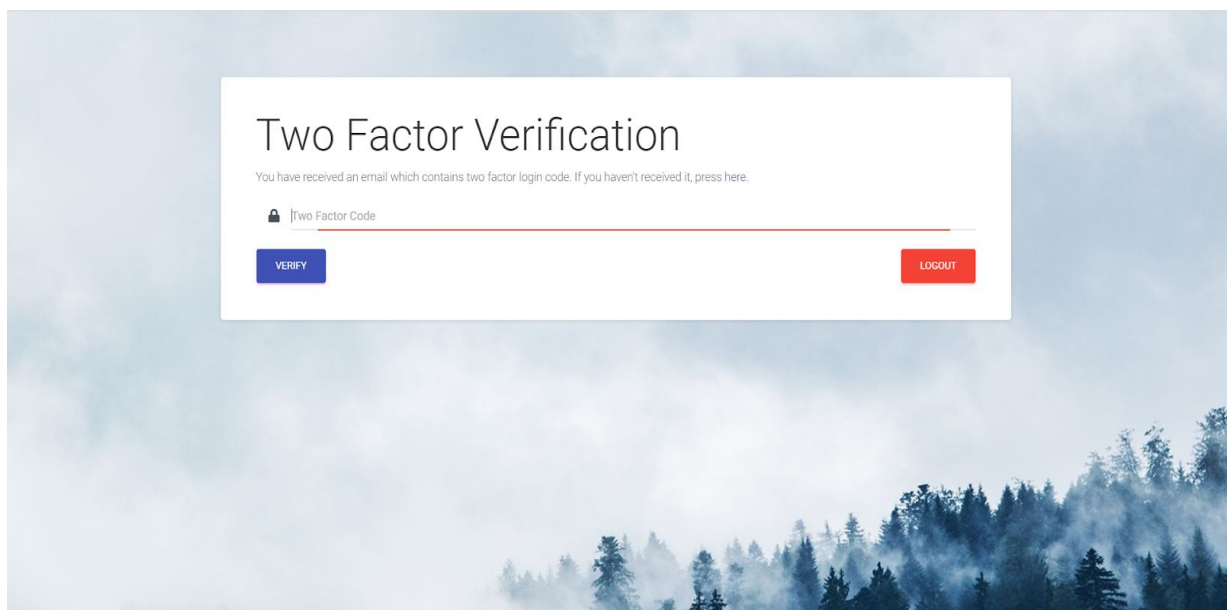 Two Factor Verification
You have received an email which contains two factor login code. If you haven't received it, press here.
Two Factor Code
VERIFY
LOGOUT